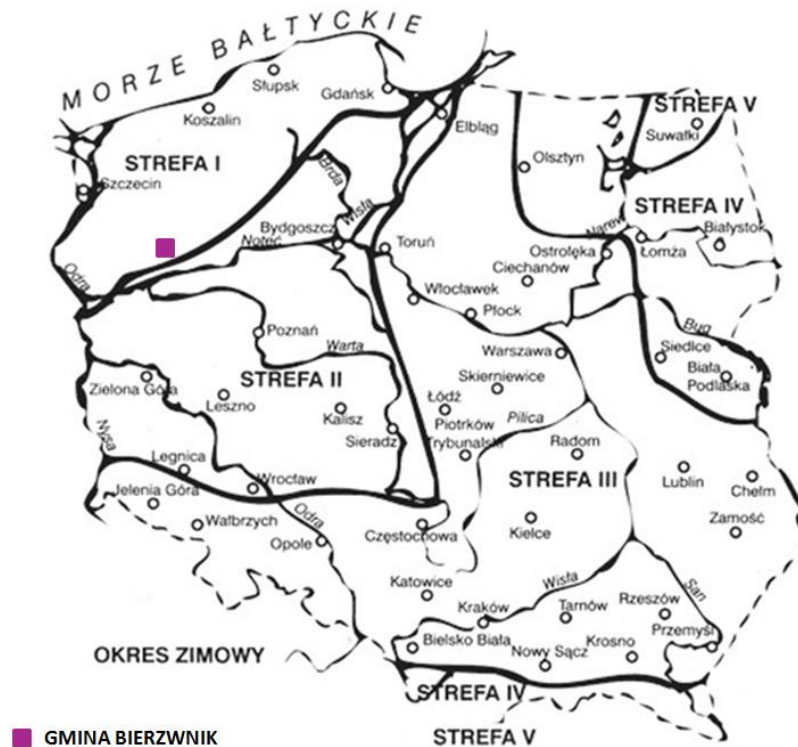 MORZE BAŁTYCKIE
Słupsk
Gdańsk
Koszalin
Elbląg
STREFA V
Suwałki
STREFA I
Olsztyn
Szczecin
Brda
Wisła
STREFA IV
Bydgoszcz
Noteć
Toruń
Narew
Białystok
Ostrołęka
Łomża
Odra
Ciechanów
Włocławek
Płock
Bug
Poznań
Warta
Warszawa
Siedlce
Biała
Podlaska
Zielona Góra
STREFA II
Skierniewice
Leszno
Łódź
Kalisz
Piotrków
Pilica
Nysa
Sieradz
Trybunalski
Radom
Legnica
Wrocław
STREFA III
Lublin
Jelenia Góra
Chełm
Odra
Wałbrzych
Częstochowa
Kielce
Zamość
Opole
Katowice
Wisła
San
Kraków
Tarnów
Rzeszów
Przemyśl
OKRES ZIMOWY
Bielsko Biała
Nowy Sącz
Krosno
STREFA IV
STREFA V
GMINA BIERZWNIK